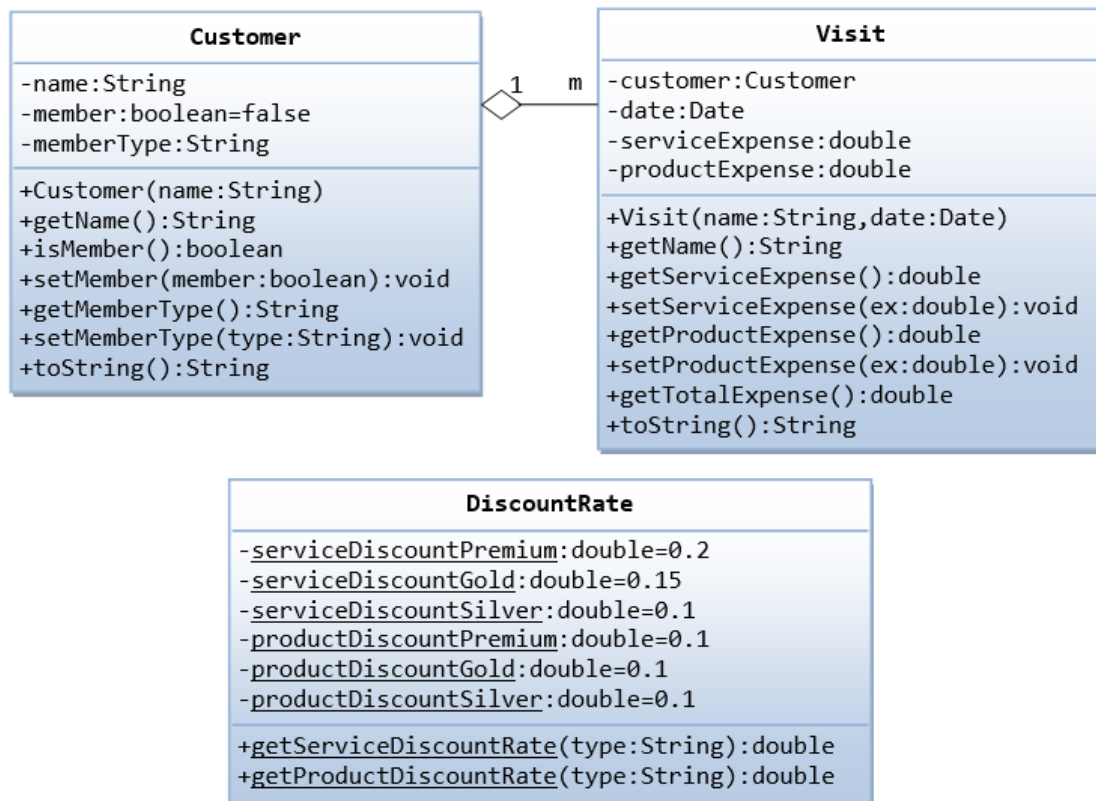 Customer
-name:String
-member:boolean=false
-memberType:String
+Customer(name:String)
+getName():String
+isMember():boolean
+setMember(member:boolean):void
+getMemberType():String
+setMemberType(type:String):void
+toString():String
1 m
Visit
-customer:Customer
-date:Date
-serviceExpense:double
-productExpense:double
+Visit(name:String,date:Date)
+getName():String
+getServiceExpense():double
+setServiceExpense(ex:double):void
+getProductExpense():double
+setProductExpense(ex:double):void
+getTotalExpense():double
+toString():String
DiscountRate
-serviceDiscountPremium:double=0.2
-serviceDiscountGold:double=0.15
-serviceDiscountSilver:double=0.1
-productDiscountPremium:double=0.1
-productDiscountGold:double=0.1
-productDiscountSilver:double=0.1
+getServiceDiscountRate(type:String):double
+getProductDiscountRate(type:String):double